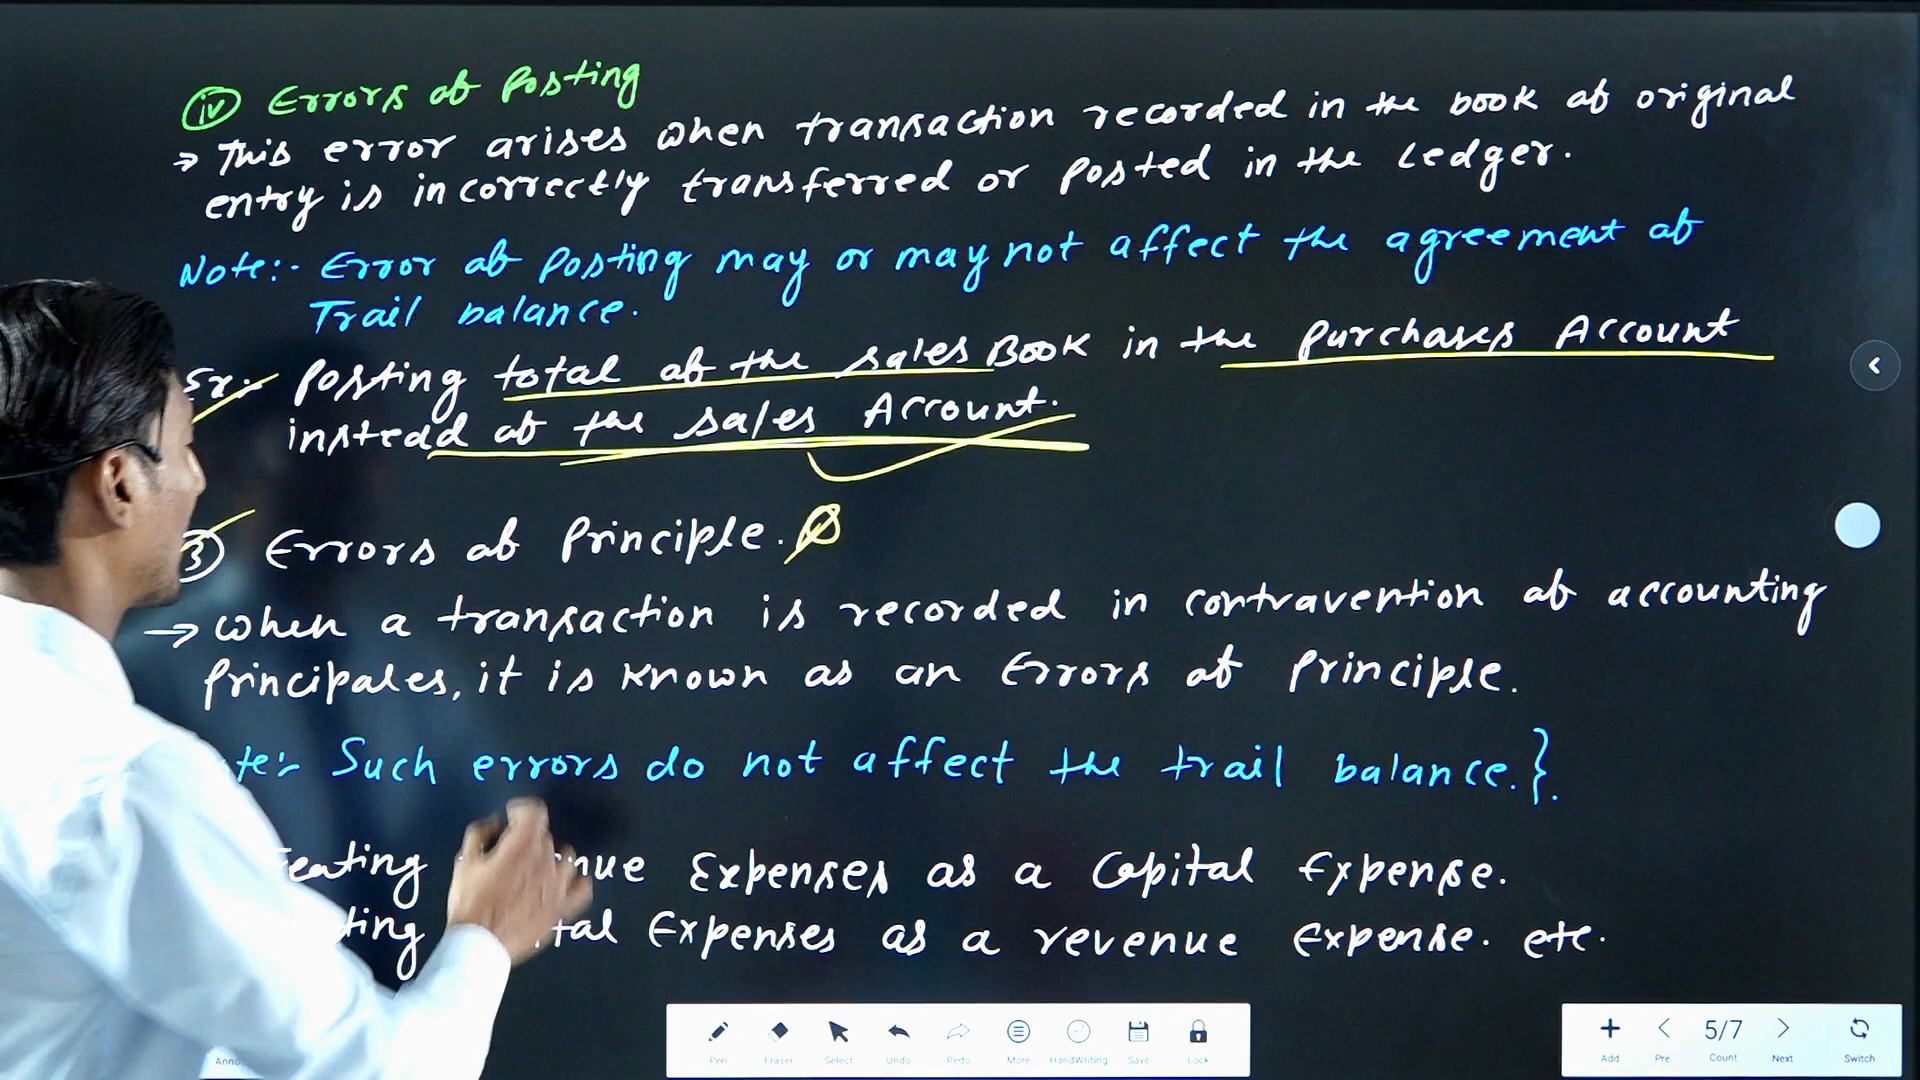 (iv) Errors of Posting
→ This error arises when transaction recorded in the book of original
entry is incorrectly transferred or posted in the Ledger.
Note:- Error of Posting may or may not affect the agreement of
Trail balance.
Ex:- Posting total of the sales Book in the Purchases Account
instead of the sales Account.
3) Errors of Principle.
→ When a transaction is recorded in contravention of accounting
Principales, it is known as an Errors of Principle.
te:- Such errors do not affect the trail balance.}.
eating nue Expenses as a Capital Expense.
ting tal Expenses as a revenue Expense. etc.
Pen Eraser Select Undo Redo More HandWriting Save Lock
5/7
Add Pre. Count Next Switch